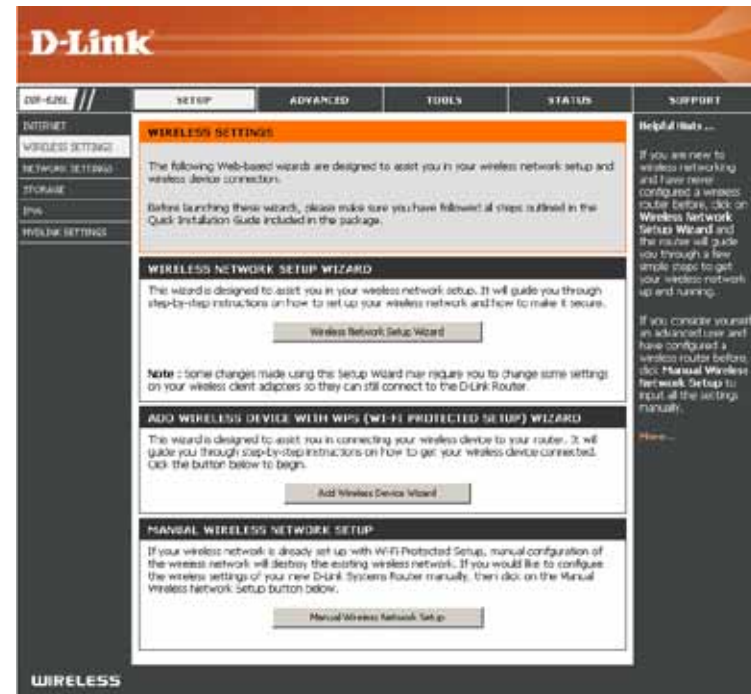 D-Link
DIR-626L
SETUP
ADVANCED
TOOLS
STATUS
SUPPORT
INTERNET
WIRELESS SETTINGS
NETWORK SETTINGS
STORAGE
IPV6
MYDLINK SETTINGS
WIRELESS SETTINGS
The following Web-based wizards are designed to assist you in your wireless network setup and
wireless device connection.
Before launching these wizards, please make sure you have followed all steps outlined in the
Quick Installation Guide included in the package.
WIRELESS NETWORK SETUP WIZARD
This wizard is designed to assist you in your wireless network setup. It will guide you through
step-by-step instructions on how to set up your wireless network and how to make it secure.
Wireless Network Setup Wizard
Note : Some changes made using this Setup Wizard may require you to change some settings
on your wireless client adapters so they can still connect to the D-Link Router.
ADD WIRELESS DEVICE WITH WPS (WI-FI PROTECTED SETUP) WIZARD
This wizard is designed to assist you in connecting your wireless device to your router. It will
guide you through step-by-step instructions on how to get your wireless device connected.
Click the button below to begin.
Add Wireless Device Wizard
MANUAL WIRELESS NETWORK SETUP
If your wireless network is already set up with Wi-Fi Protected Setup, manual configuration of
the wireless network will destroy the existing wireless network. If you would like to configure
the wireless settings of your new D-Link Systems Router manually, then click on the Manual
Wireless Network Setup button below.
Manual Wireless Network Setup
Helpful Hints ...
If you are new to
wireless networking
and have never
configured a wireless
router before, click on
Wireless Network
Setup Wizard and
the router will guide
you through a few
simple steps to get
your wireless network
up and running.
If you consider yourself
an advanced user and
have configured a
wireless router before,
click Manual Wireless
Network Setup to
input all the settings
manually.
More...
WIRELESS